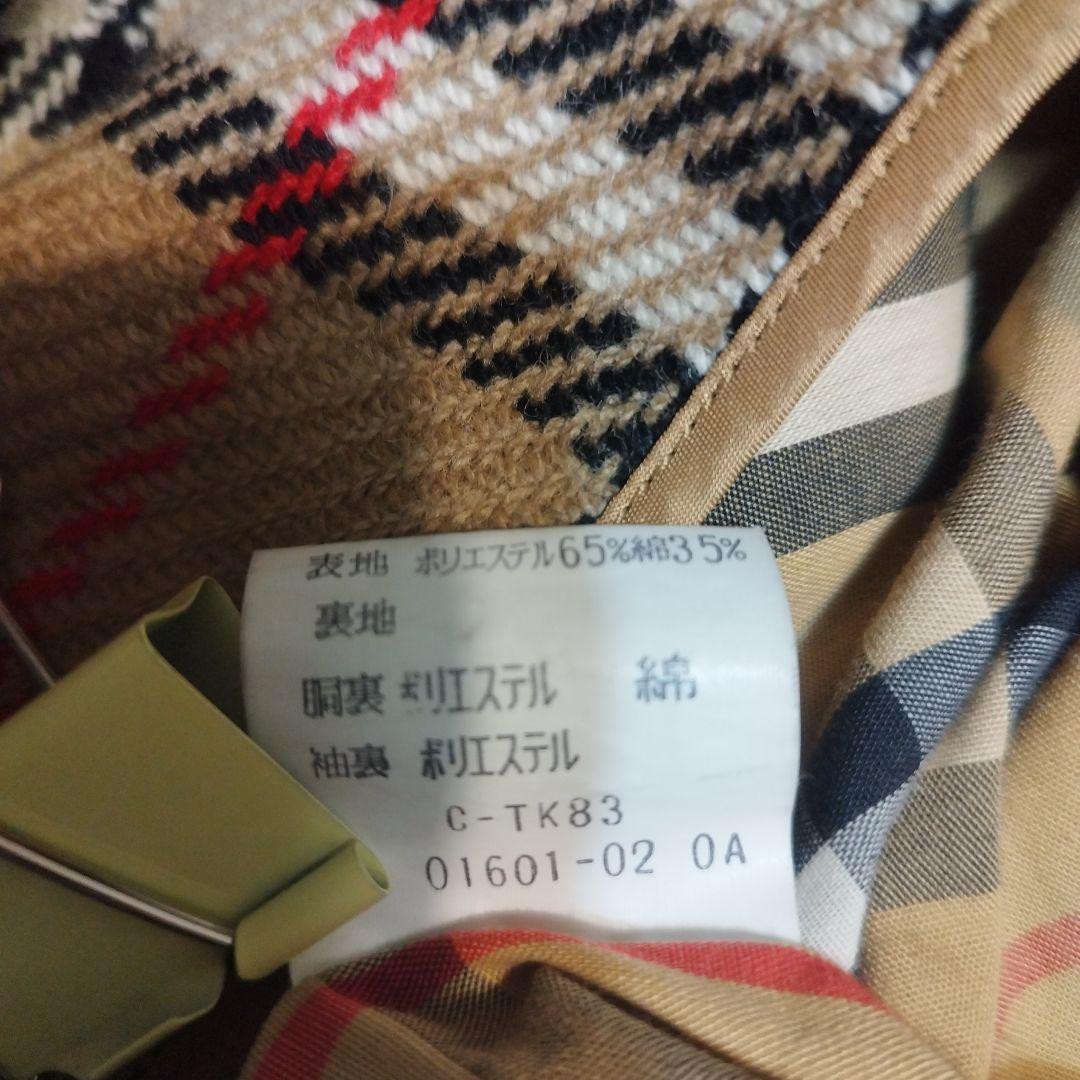 表地 ポリエステル65%綿35%
裏地
胴裏 ポリエステル 綿
袖裏 ポリエステル
C-TK83
01601-02 0A